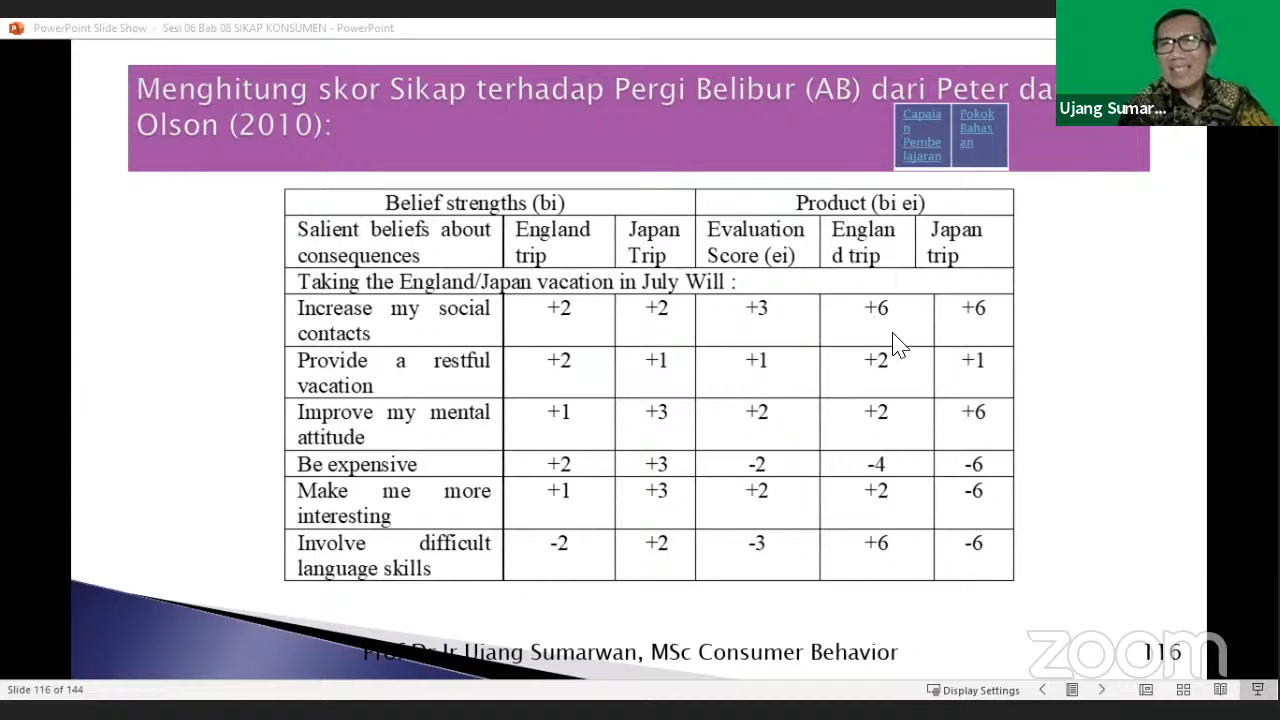 PowerPoint Slide Show - Sesi 06 Bab 08 SIKAP KONSUMEN - PowerPoint
Menghitung skor Sikap terhadap Pergi Belibur (AB) dari Peter da
Olson (2010):
Capaia
n
Pembe
lajaran
Pokok
Bahas
an
Ujang Sumar...
Belief strengths (bi)
Product (bi ei)
Salient beliefs about
consequences
England
trip
Japan
Trip
Evaluation
Score (ei)
Englan
d trip
Japan
trip
Taking the England/Japan vacation in July Will :
Increase my social
contacts
+2
+2
+3
+6
+6
Provide a restful
vacation
+2
+1
+1
+2
+1
Improve my mental
attitude
+1
+3
+2
+2
+6
Be expensive
+2
+3
-2
-4
-6
Make me more
interesting
+1
+3
+2
+2
-6
Involve difficult
language skills
-2
+2
-3
+6
-6
Prof Dr Ir Ujang Sumarwan, MSc Consumer Behavior
116
zoom
Slide 116 of 144
Display Settings